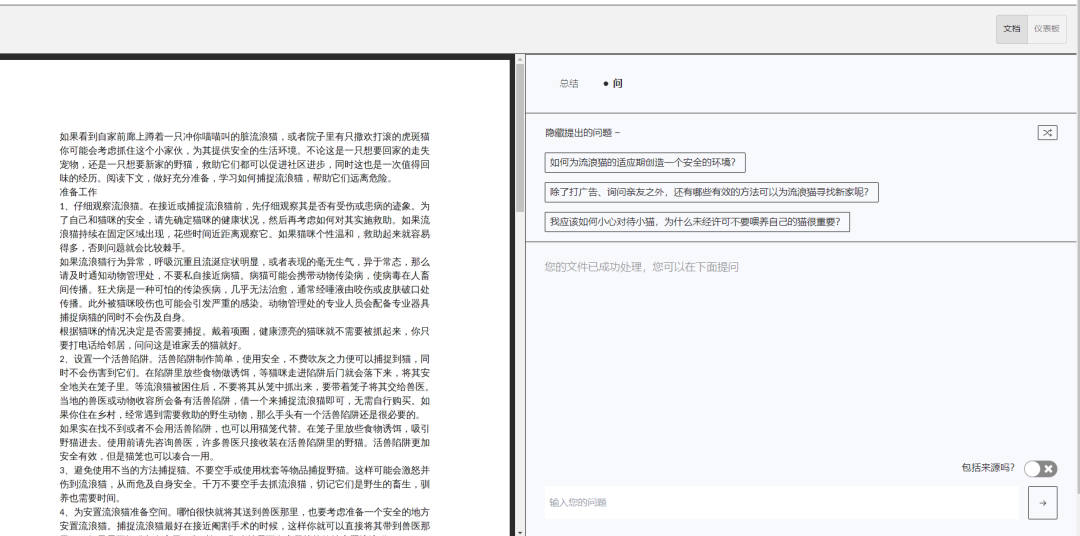 文档 仪表板
如果看到自家前廊上蹲着一只冲你喵喵叫的脏流浪猫，或者院子里有只撒欢打滚的虎斑猫
你可能会考虑抓住这个小家伙，为其提供安全的生活环境。不论这是一只想要回家的走失
宠物，还是一只想要新家的野猫，救助它们都可以促进社区进步，同时这也是一次值得回
味的经历。阅读下文，做好充分准备，学习如何捕捉流浪猫，帮助它们远离危险。
准备工作
1、仔细观察流浪猫。在接近或捕捉流浪猫前，先仔细观察其是否有受伤或患病的迹象。为
了自己和猫咪的安全，请先确定猫咪的健康状况，然后再考虑如何对其实施救助。如果流
浪猫持续在固定区域出现，花些时间近距离观察它。如果猫咪个性温和，救助起来就容易
得多，否则问题就会比较棘手。
如果流浪猫行为异常，呼吸沉重且流涎症状明显，或者表现的毫无生气，异于常态，那么
请及时通知动物管理处，不要私自接近病猫。病猫可能会携带动物传染病，使病毒在人畜
间传播。狂犬病是一种可怕的传染疾病，几乎无法治愈，通常经唾液由咬伤或皮肤破口处
传播。此外被猫咪咬伤也可能会引发严重的感染。动物管理处的专业人员会配备专业器具
捕捉病猫的同时不会伤及自身。
根据猫咪的情况决定是否需要捕捉。戴着项圈，健康漂亮的猫咪就不需要被抓起来，你只
要打电话给邻居，问问这是谁家丢的猫就好。
2、设置一个活兽陷阱。活兽陷阱制作简单，使用安全，不费吹灰之力便可以捕捉到猫，同
时不会伤害到它们。在陷阱里放些食物做诱饵，等猫咪走进陷阱后门就会落下来，将其安
全地关在笼子里。等流浪猫被困住后，不要将其从笼中抓出来，要带着笼子将其交给兽医。
当地的兽医或动物收容所会备有活兽陷阱，借一个来捕捉流浪猫即可，无需自行购买。如
果你住在乡村，经常遇到需要救助的野生动物，那么手头有一个活兽陷阱还是很必要的。
如果实在找不到或者不会用活兽陷阱，也可以用猫笼代替。在笼子里放些食物诱饵，吸引
野猫进去。使用前请先咨询兽医，许多兽医只接收装在活兽陷阱里的野猫。活兽陷阱更加
安全有效，但是猫笼也可以凑合一用。
3、避免使用不当的方法捕捉猫。不要空手或使用枕套等物品捕捉野猫。这样可能会激怒并
伤到流浪猫，从而危及自身安全。千万不要空手去抓流浪猫，切记它们是野生的畜生，驯
养也需要时间。
4、为安置流浪猫准备空间。哪怕很快就将其送到兽医那里，也要考虑准备一个安全的地方
安置流浪猫。捕捉流浪猫最好在接近阉割手术的时候，这样你就可以直接将其带到兽医那
总结 ● 问
隐藏提出的问题 −
如何为流浪猫的适应期创造一个安全的环境？
除了打广告、询问亲友之外，还有哪些有效的方法可以为流浪猫寻找新家呢？
我应该如何小心对待小猫，为什么未经许可不要喂养自己的猫很重要？
您的文件已成功处理，您可以在下面提问
包括来源吗？
输入您的问题